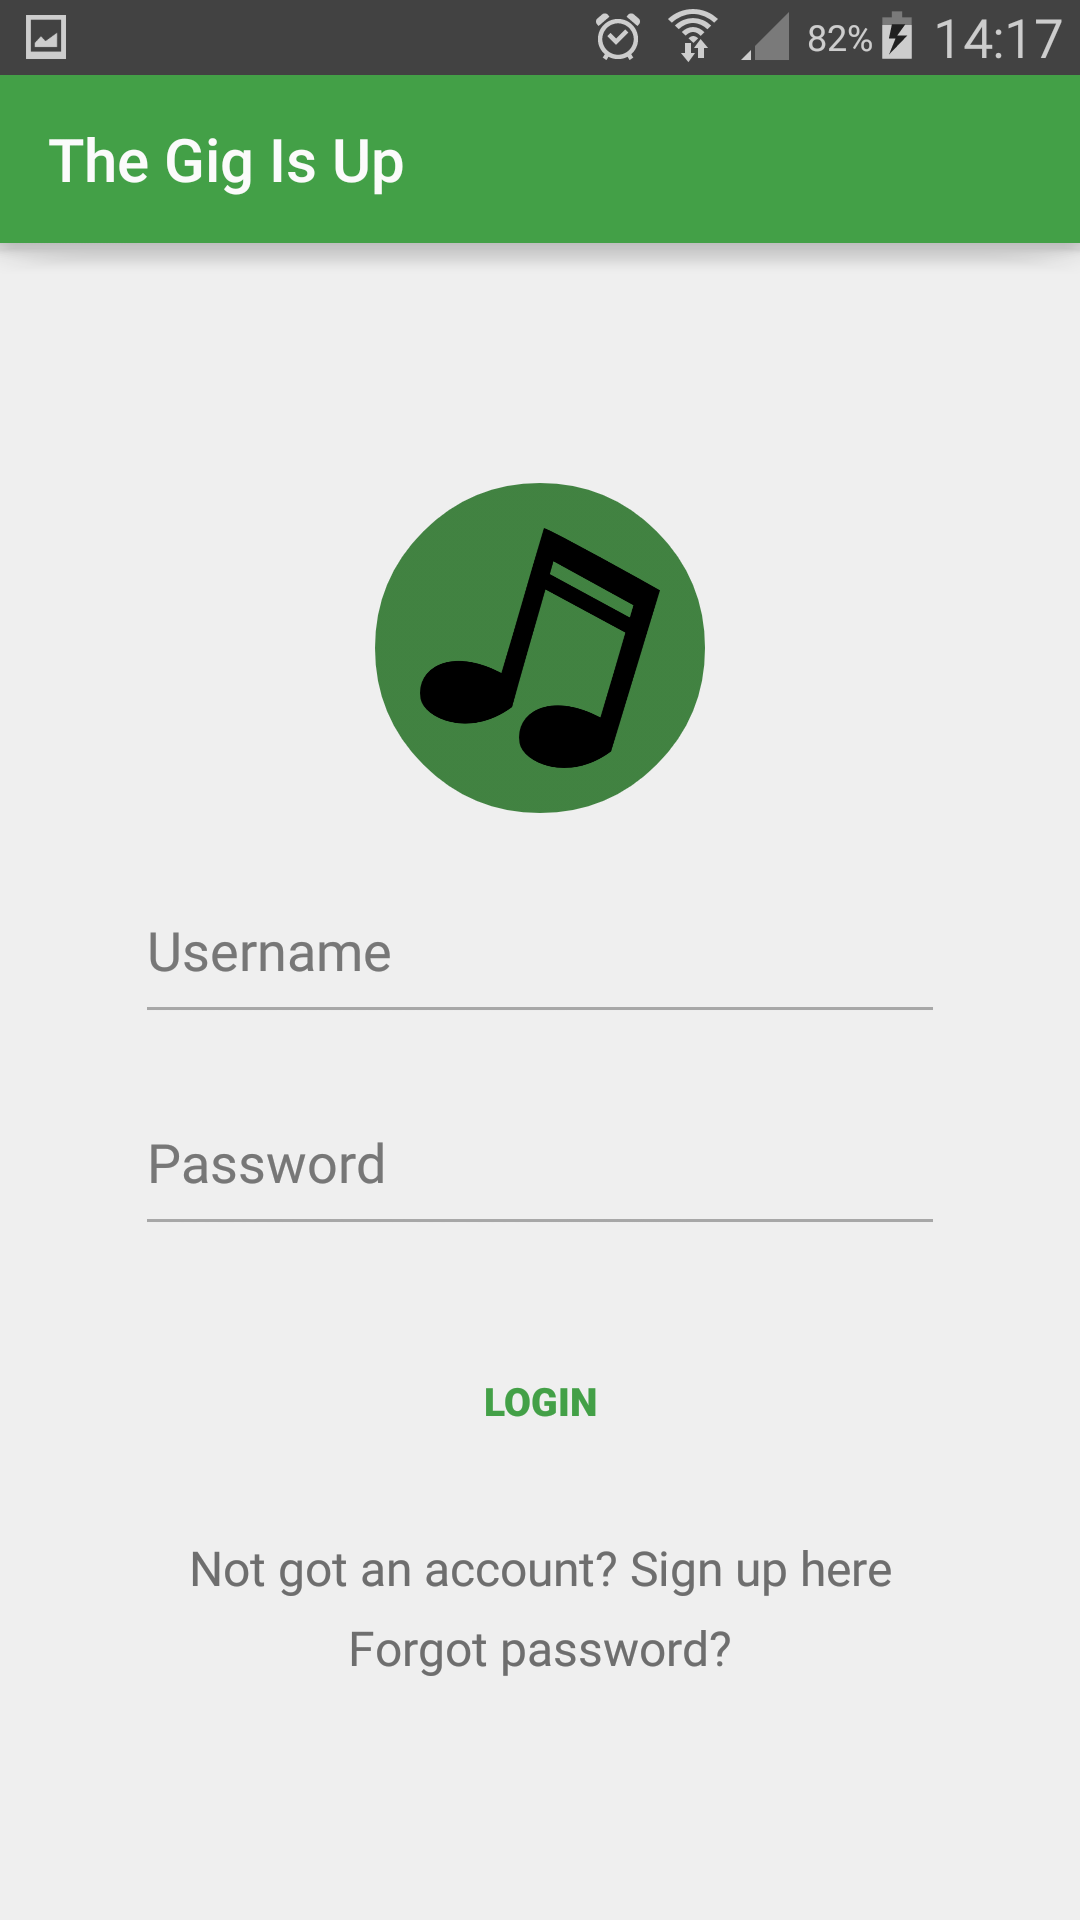 82% 14:17
The Gig Is Up
Username
Password
LOGIN
Not got an account? Sign up here
Forgot password?